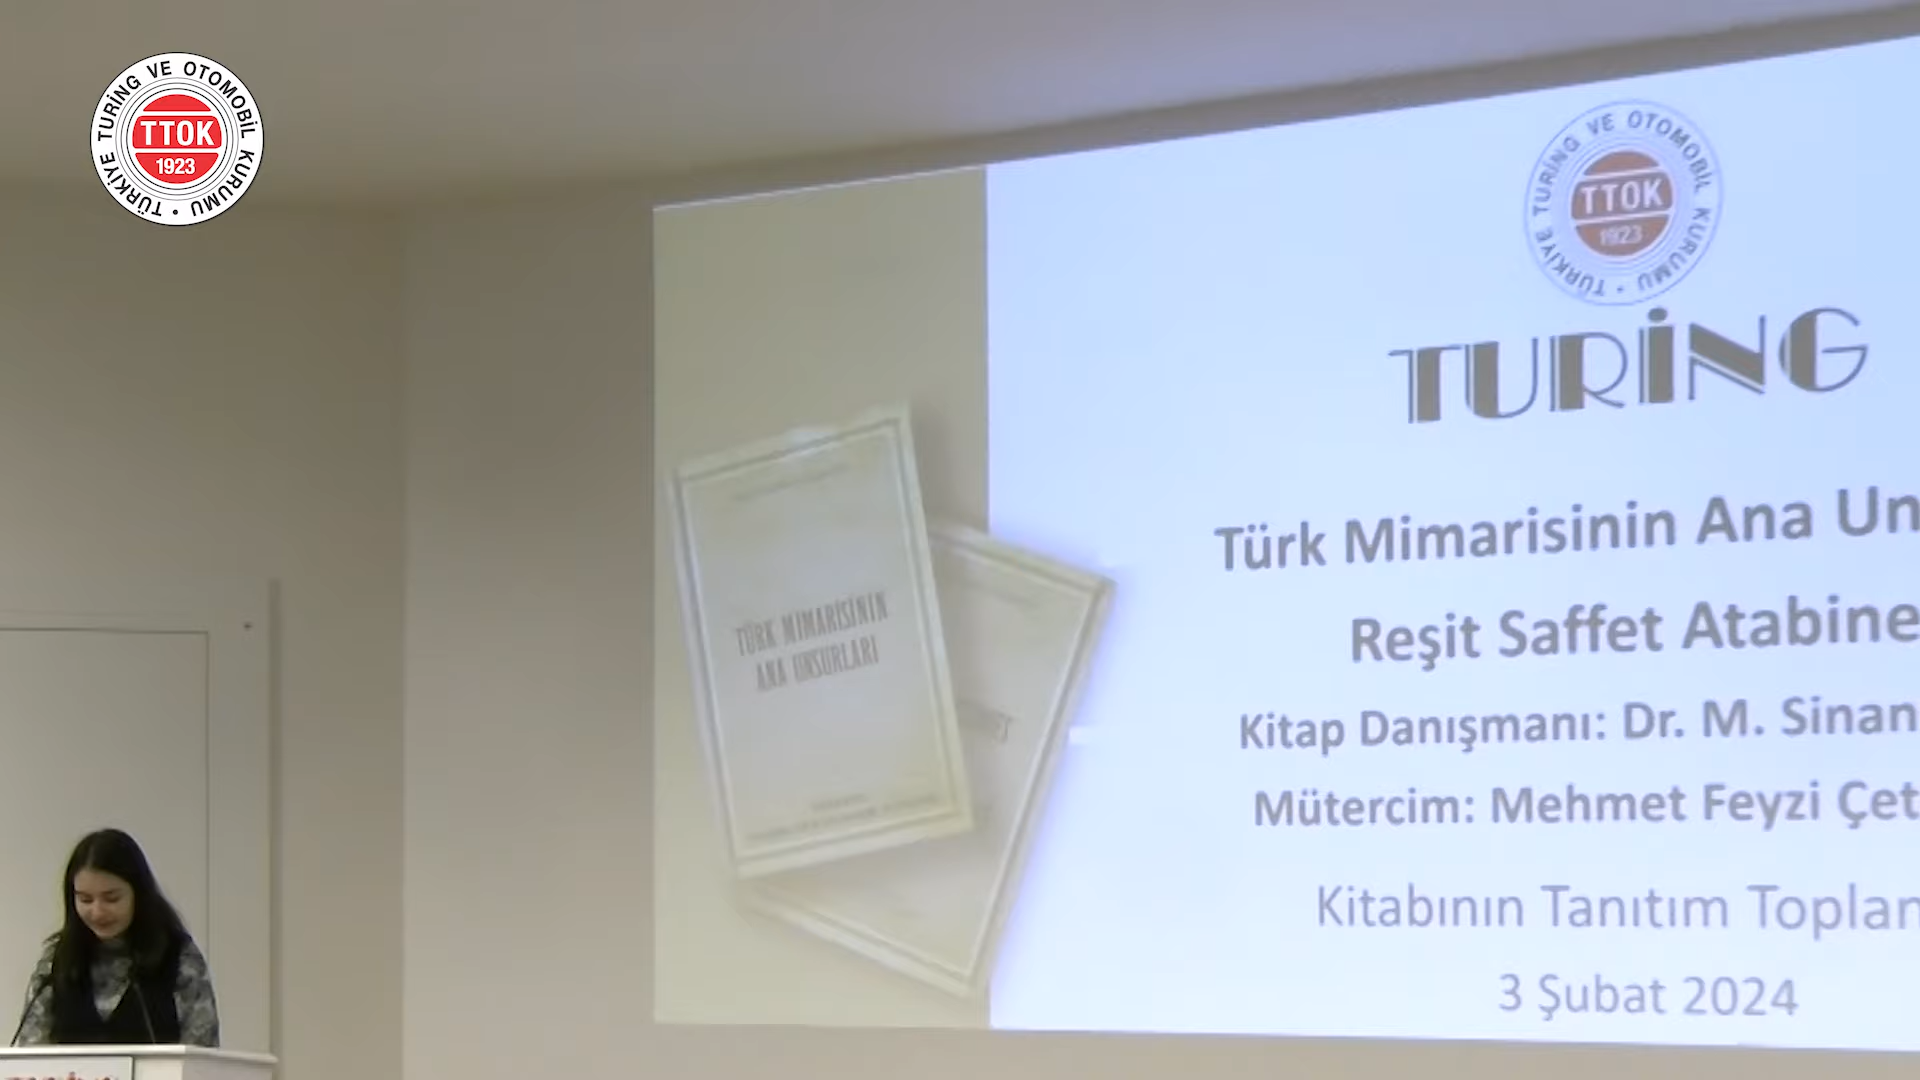 TÜRKİYE TURİNG VE OTOMOBİL KURUMU
TTOK
1923
TÜRKİYE TURİNG VE OTOMOBİL KURUMU
TTOK
1923
TURİNG
Türk Mimarisinin Ana Un
Reşit Saffet Atabine
Kitap Danışmanı: Dr. M. Sinan
Mütercim: Mehmet Feyzi Çet
Kitabının Tanıtım Toplan
3 Şubat 2024
TÜRK MİMARİSİNİN
ANA UNSURLARI